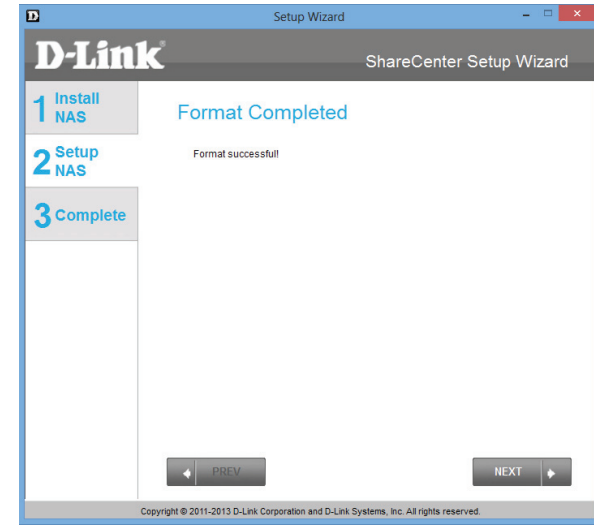 Setup Wizard
D-Link
ShareCenter Setup Wizard
1 Install NAS
2 Setup NAS
3 Complete
Format Completed
Format successful!
PREV
NEXT
Copyright © 2011-2013 D-Link Corporation and D-Link Systems, Inc. All rights reserved.